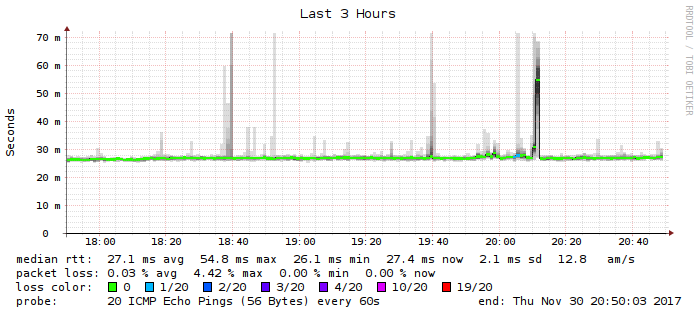 Last 3 Hours
RRDTOOL / TOBI OETIKER
Seconds
70 m
60 m
50 m
40 m
30 m
20 m
10 m
0
18:00 18:20 18:40 19:00 19:20 19:40 20:00 20:20 20:40
median rtt: 27.1 ms avg 54.8 ms max 26.1 ms min 27.4 ms now 2.1 ms sd 12.8 am/s
packet loss: 0.03 % avg 4.42 % max 0.00 % min 0.00 % now
loss color: 0 1/20 2/20 3/20 4/20 10/20 19/20
probe: 20 ICMP Echo Pings (56 Bytes) every 60s end: Thu Nov 30 20:50:03 2017